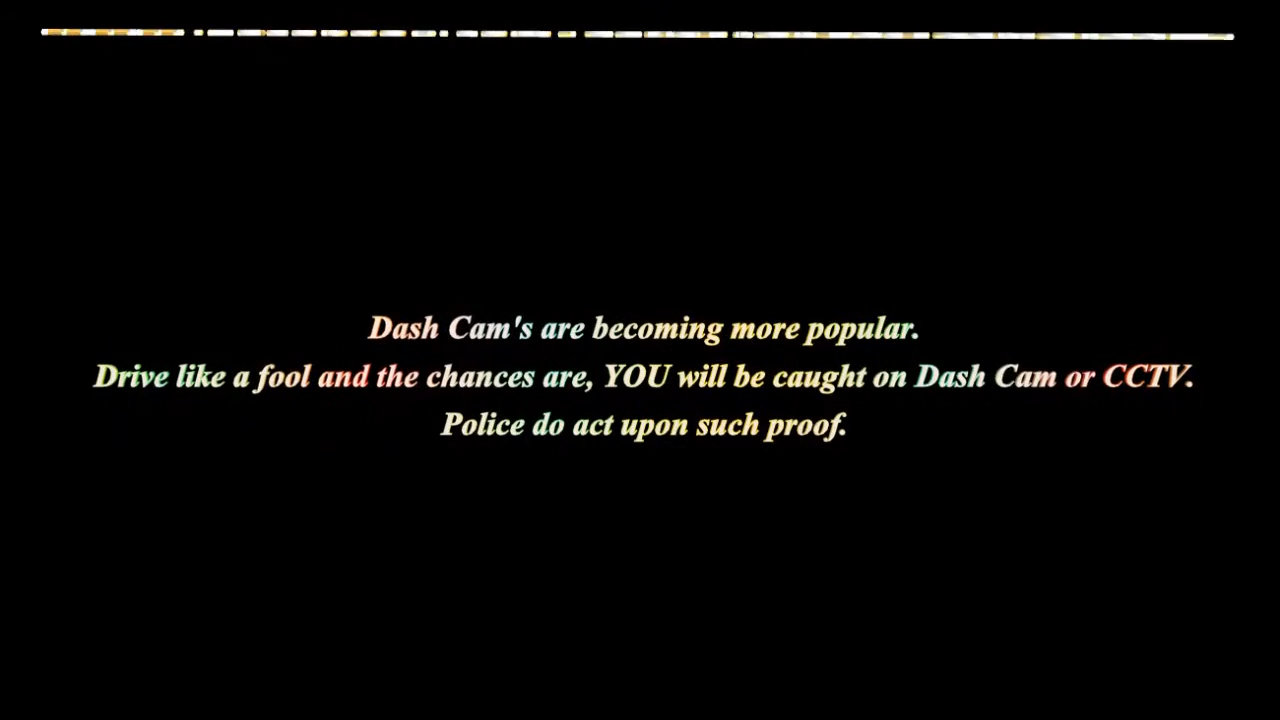 Dash Cam's are becoming more popular.
Drive like a fool and the chances are, YOU will be caught on Dash Cam or CCTV.
Police do act upon such proof.